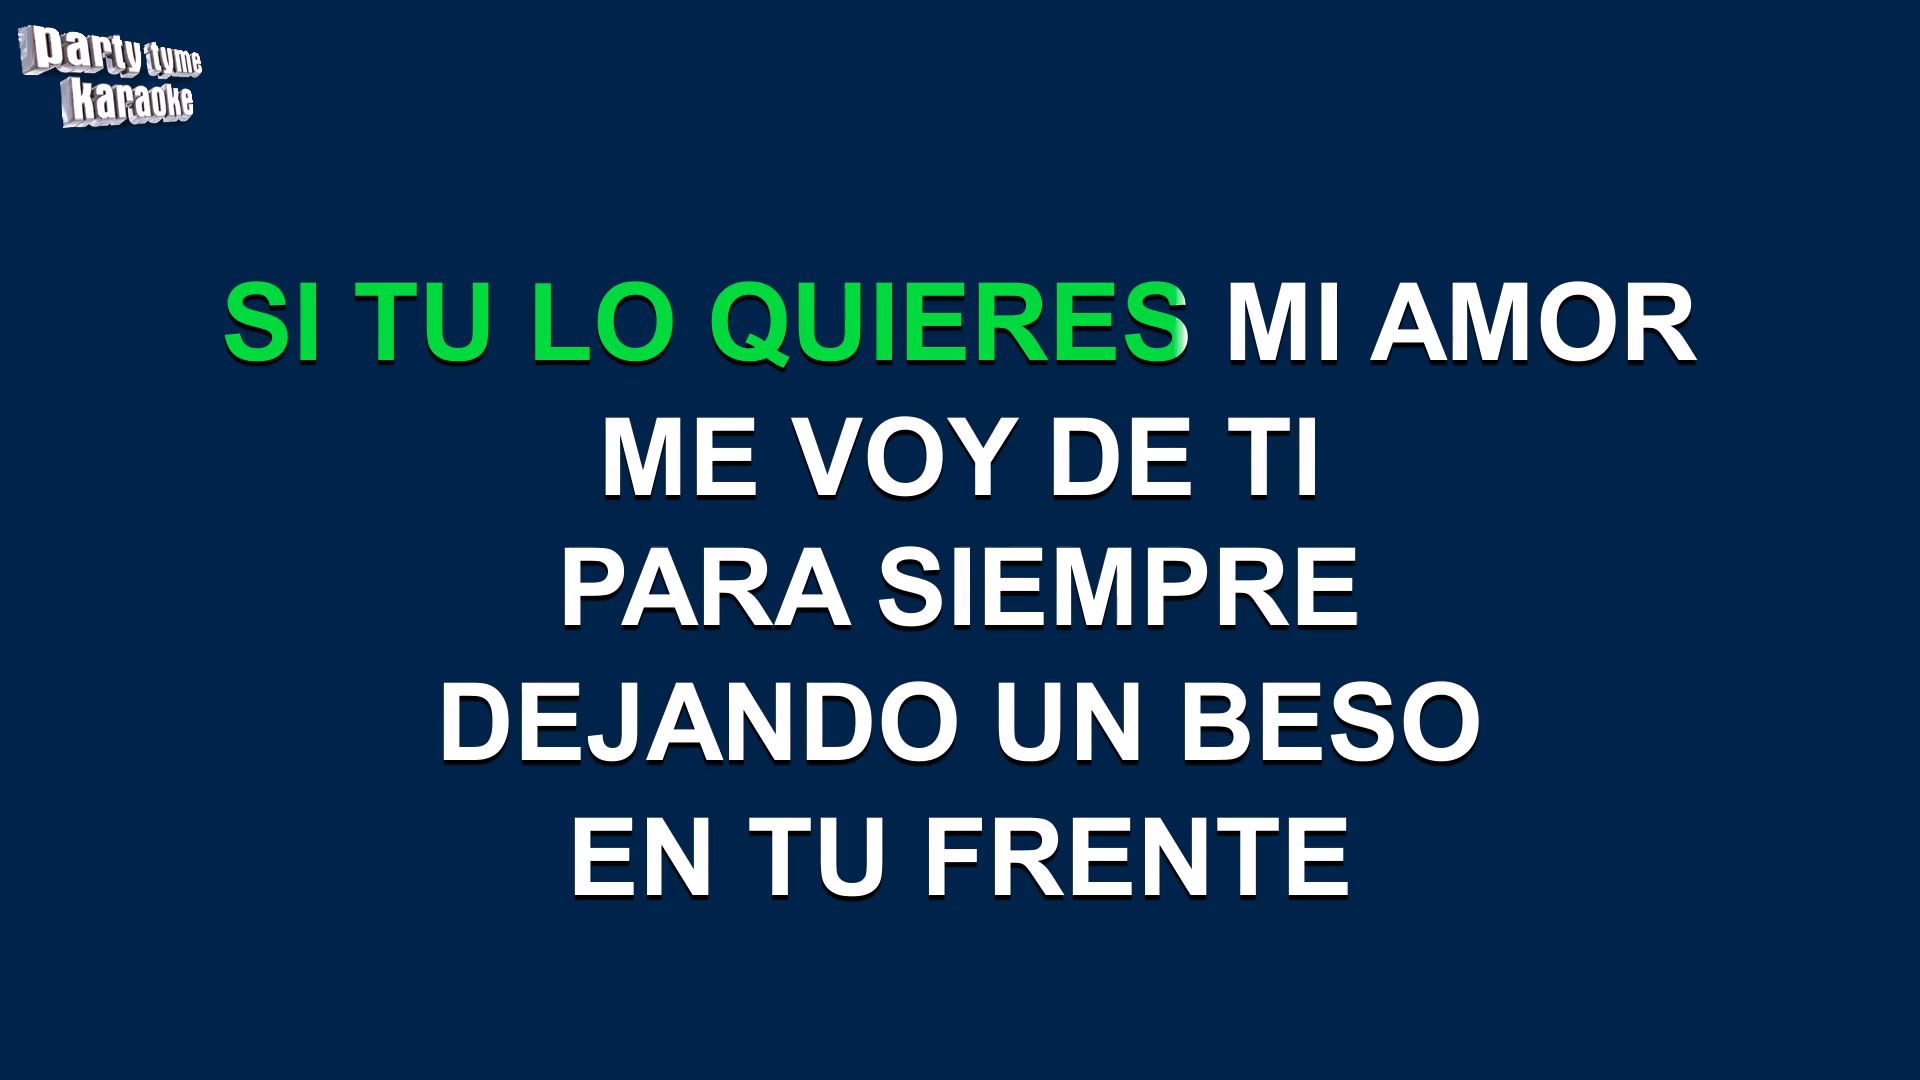 party tyme
karaoke
SI TU LO QUIERES MI AMOR
ME VOY DE TI
PARA SIEMPRE
DEJANDO UN BESO
EN TU FRENTE